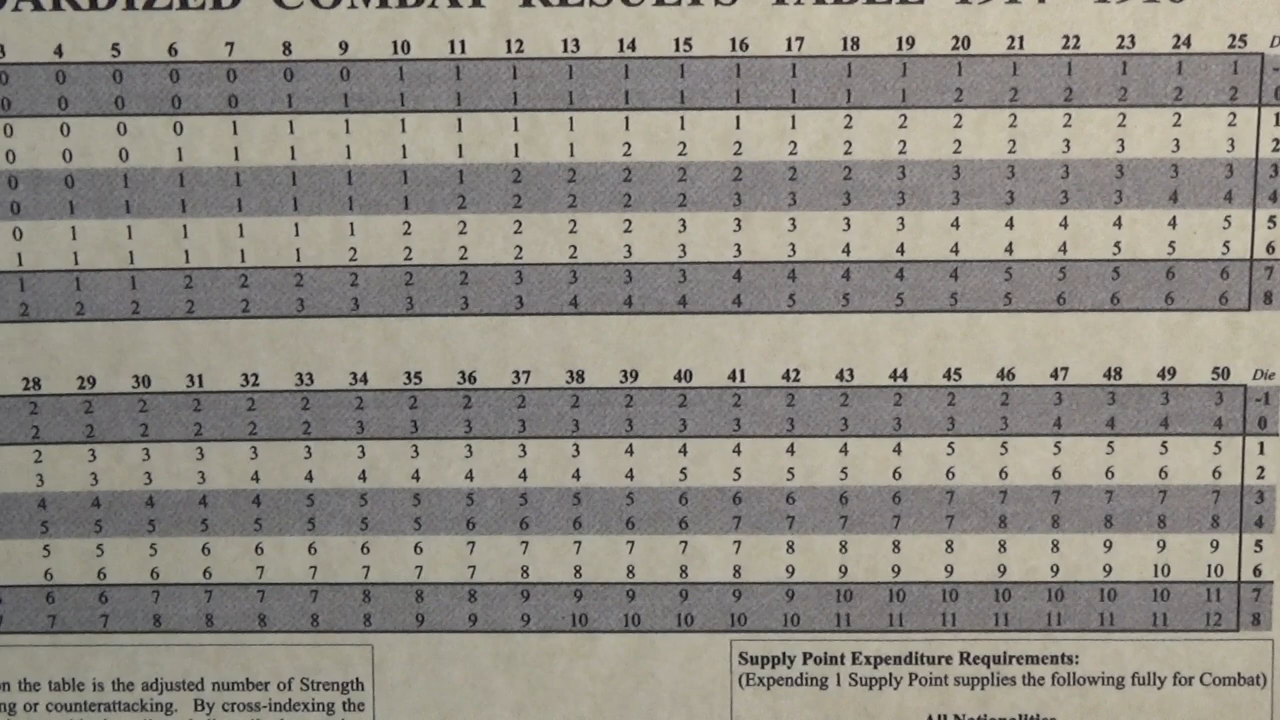 COMBAT RESULTS TABLE
3 4 5 6 7 8 9 10 11 12 13 14 15 16 17 18 19 20 21 22 23 24 25
0 0 0 0 0 0 0 1 1 1 1 1 1 1 1 1 1 1 1 1 1 1 1
0 0 0 0 0 1 1 1 1 1 1 1 1 1 1 1 1 2 2 2 2 2 2 0
0 0 0 0 1 1 1 1 1 1 1 1 1 1 1 2 2 2 2 2 2 2 2 1
0 0 0 1 1 1 1 1 1 1 1 2 2 2 2 2 2 2 2 3 3 3 3 2
0 0 1 1 1 1 1 1 1 2 2 2 2 2 2 2 3 3 3 3 3 3 3 3
0 1 1 1 1 1 1 1 2 2 2 2 2 3 3 3 3 3 3 3 3 4 4 4
0 1 1 1 1 1 1 2 2 2 2 2 3 3 3 3 3 4 4 4 4 4 5 5
1 1 1 1 1 1 2 2 2 2 2 3 3 3 3 4 4 4 4 4 5 5 5 6
1 1 1 2 2 2 2 2 2 3 3 3 3 4 4 4 4 4 5 5 5 6 6 7
2 2 2 2 2 3 3 3 3 3 4 4 4 4 5 5 5 5 5 6 6 6 6 8
28 29 30 31 32 33 34 35 36 37 38 39 40 41 42 43 44 45 46 47 48 49 50 Die
2 2 2 2 2 2 2 2 2 2 2 2 2 2 2 2 2 2 2 3 3 3 3 -1
2 2 2 2 2 2 3 3 3 3 3 3 3 3 3 3 3 3 3 4 4 4 4 0
2 3 3 3 3 3 3 3 3 3 3 4 4 4 4 4 4 5 5 5 5 5 5 1
3 3 3 3 4 4 4 4 4 4 4 4 5 5 5 5 6 6 6 6 6 6 6 2
4 4 4 4 4 5 5 5 5 5 5 5 6 6 6 6 6 7 7 7 7 7 7 3
5 5 5 5 5 5 5 5 6 6 6 6 6 7 7 7 7 7 8 8 8 8 8 4
5 5 5 6 6 6 6 6 7 7 7 7 7 7 8 8 8 8 8 8 9 9 9 5
6 6 6 6 7 7 7 7 7 8 8 8 8 8 9 9 9 9 9 9 9 10 10 6
6 6 7 7 7 7 8 8 8 9 9 9 9 9 9 10 10 10 10 10 10 10 11 7
7 7 8 8 8 8 8 9 9 9 10 10 10 10 10 11 11 11 11 11 11 11 12 8
on the table is the adjusted number of Strength
ng or counterattacking. By cross-indexing the
Supply Point Expenditure Requirements:
(Expending 1 Supply Point supplies the following fully for Combat)
All Nationalities